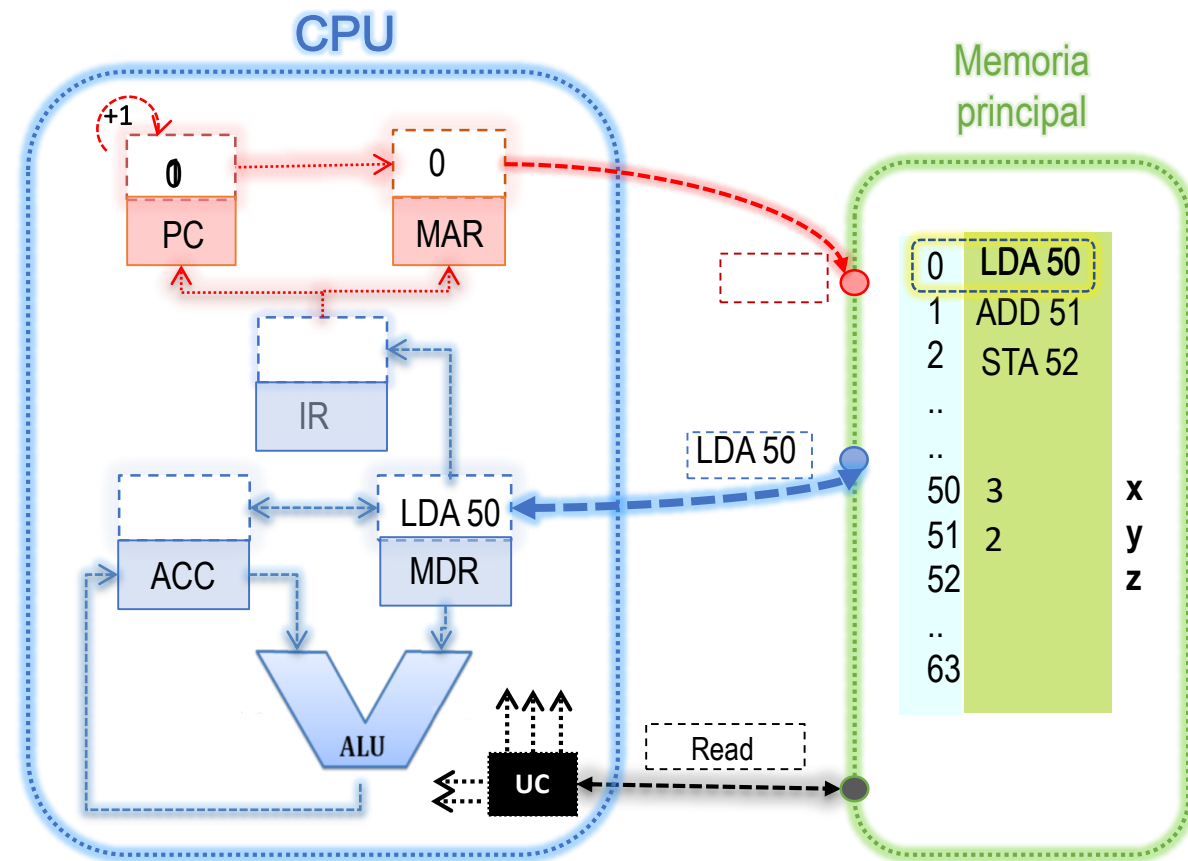 CPU
Memoria
principal
+1
0
PC
MAR
0 LDA 50
1 ADD 51
2 STA 52
..
..
50 3 x
51 2 y
52 z
..
63
IR
LDA 50
LDA 50
ACC
MDR
ALU
UC
Read